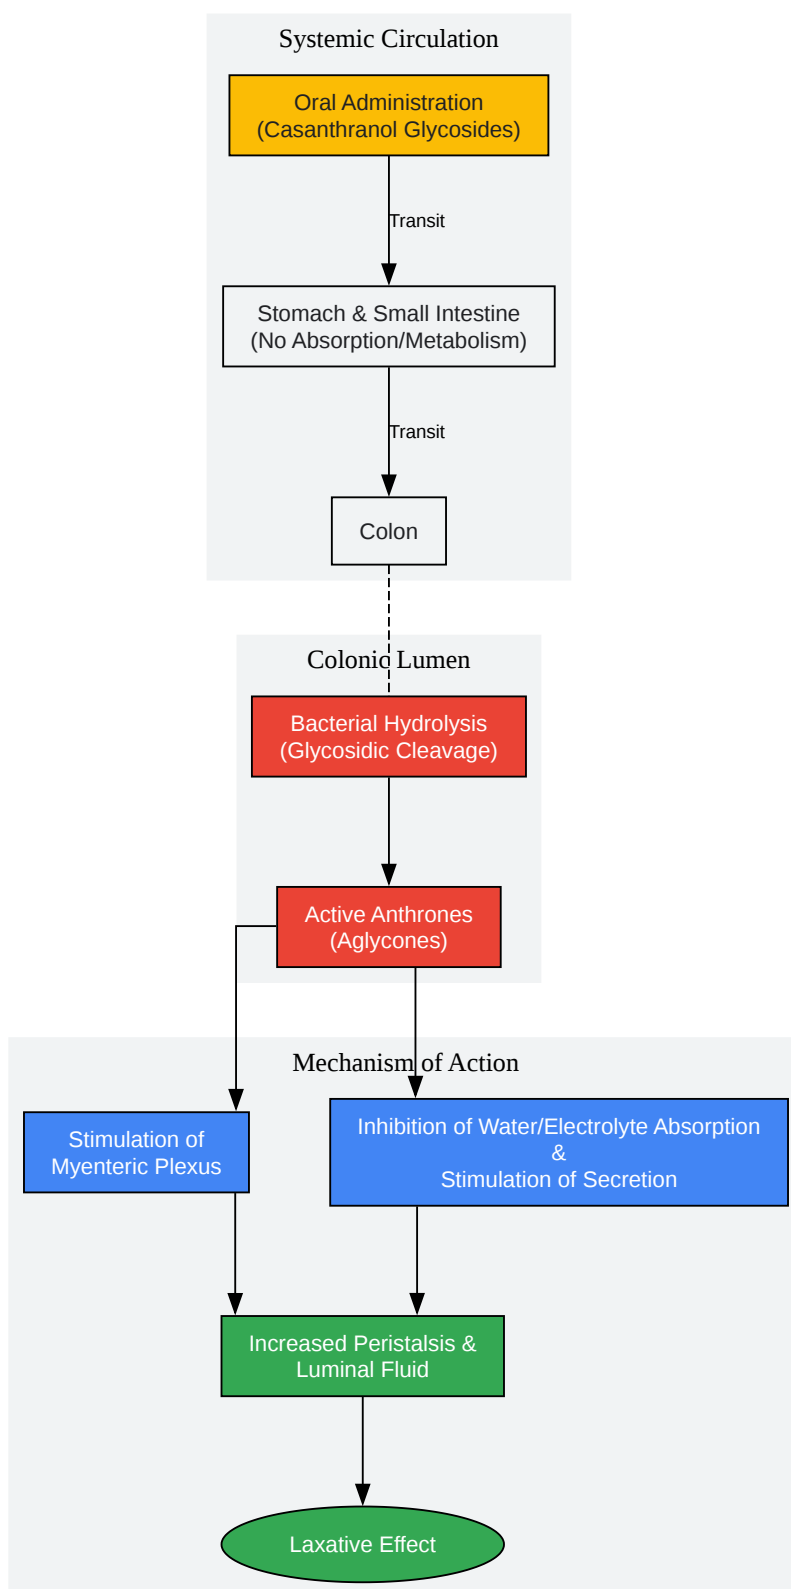 Systemic Circulation
Oral Administration
(Casanthranol Glycosides)
Transit
Stomach & Small Intestine
(No Absorption/Metabolism)
Transit
Colon
Colonic Lumen
Bacterial Hydrolysis
(Glycosidic Cleavage)
Active Anthrones
(Aglycones)
Mechanism of Action
Stimulation of
Myenteric Plexus
Inhibition of Water/Electrolyte Absorption
&
Stimulation of Secretion
Increased Peristalsis &
Luminal Fluid
Laxative Effect